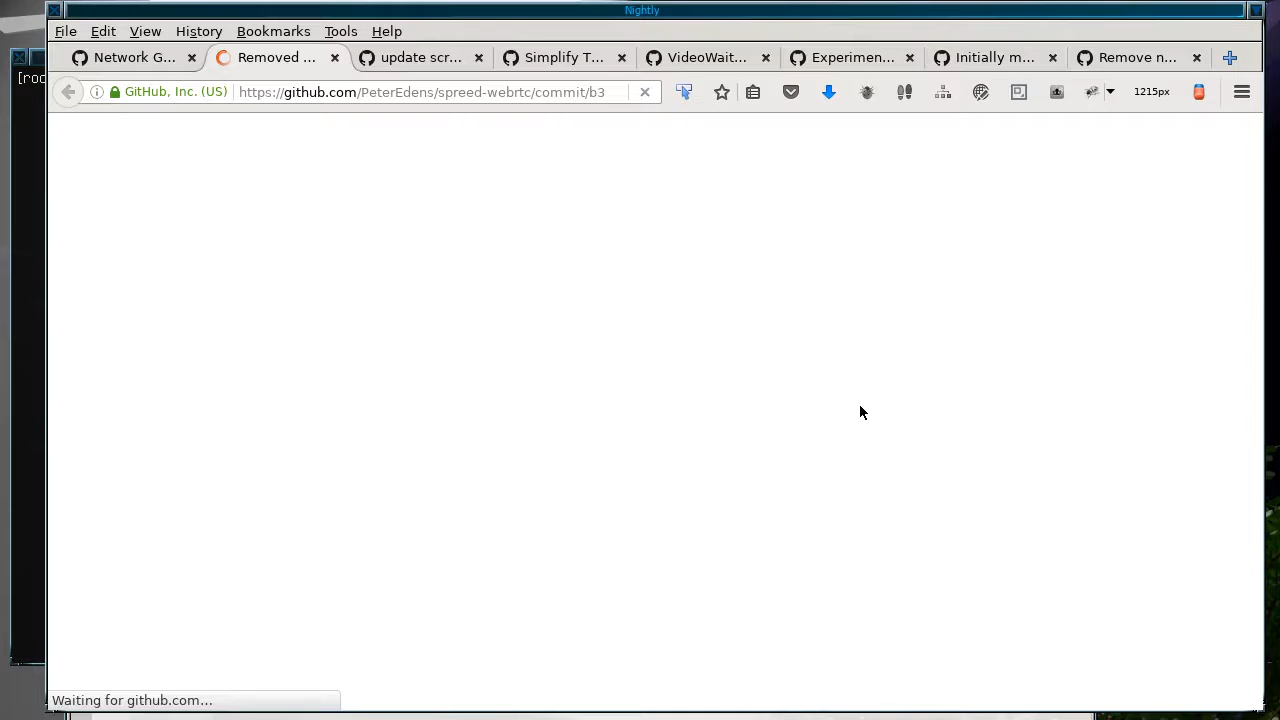 Nightly
File Edit View History Bookmarks Tools Help
Network G... Removed ... update scr... Simplify T... VideoWait... Experimen... Initially m... Remove n...
GitHub, Inc. (US) https://github.com/PeterEdens/spreed-webrtc/commit/b3 1215px
[roo
Waiting for github.com...